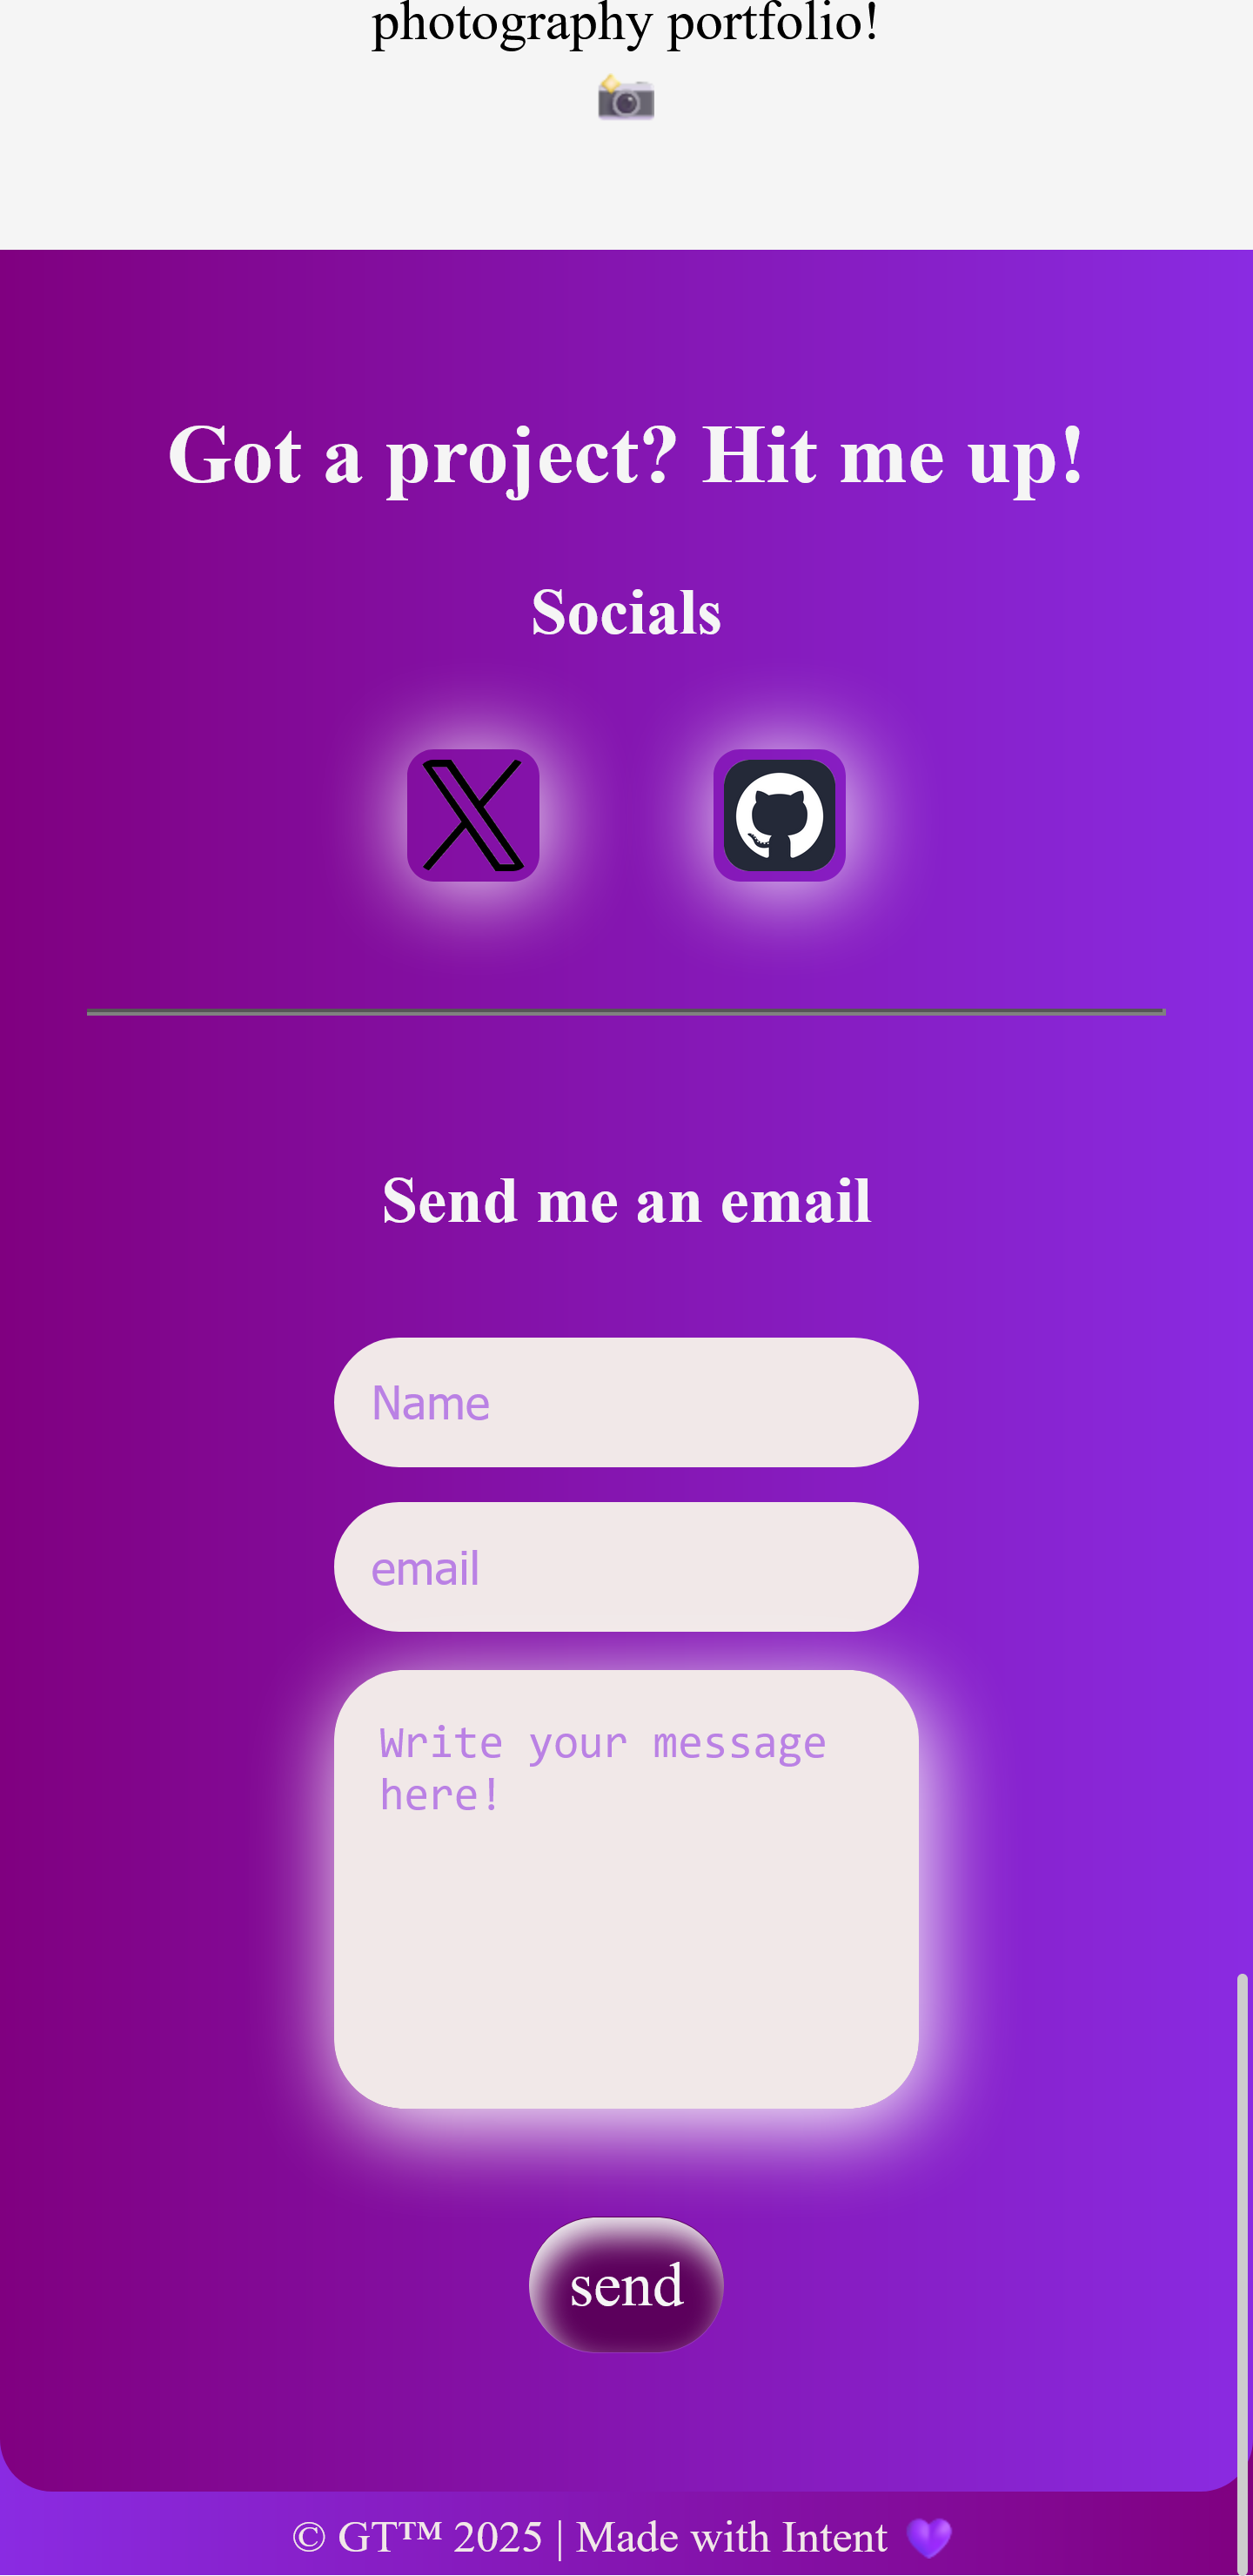 photography portfolio!
📸
Got a project? Hit me up!
Socials
Send me an email
Name
email
Write your message
here!
send
© GT™ 2025 | Made with Intent 💜